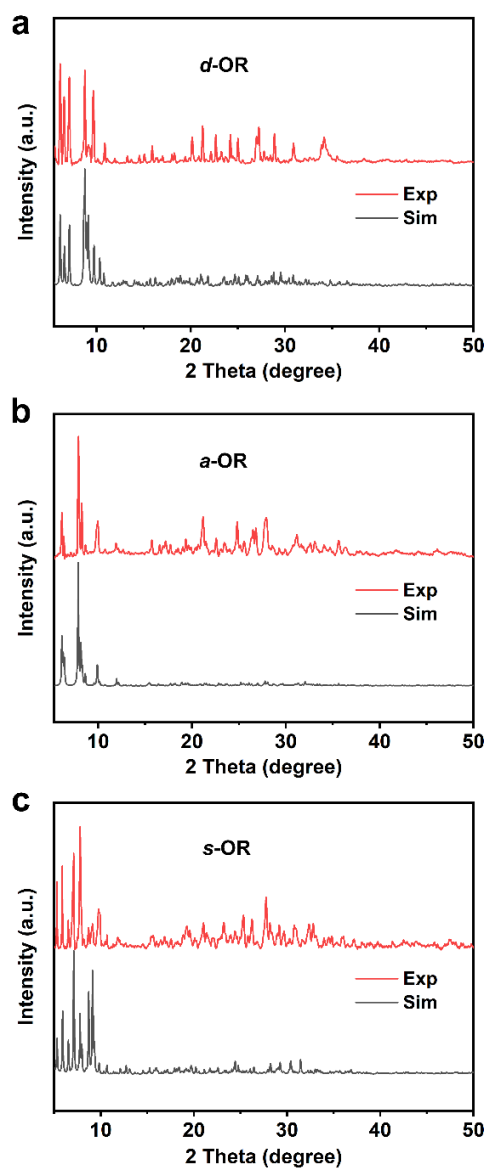 a
d-OR
Intensity (a.u.)
Exp
Sim
10 20 30 40 50
2 Theta (degree)
b
a-OR
Intensity (a.u.)
Exp
Sim
10 20 30 40 50
2 Theta (degree)
c
s-OR
Intensity (a.u.)
Exp
Sim
10 20 30 40 50
2 Theta (degree)